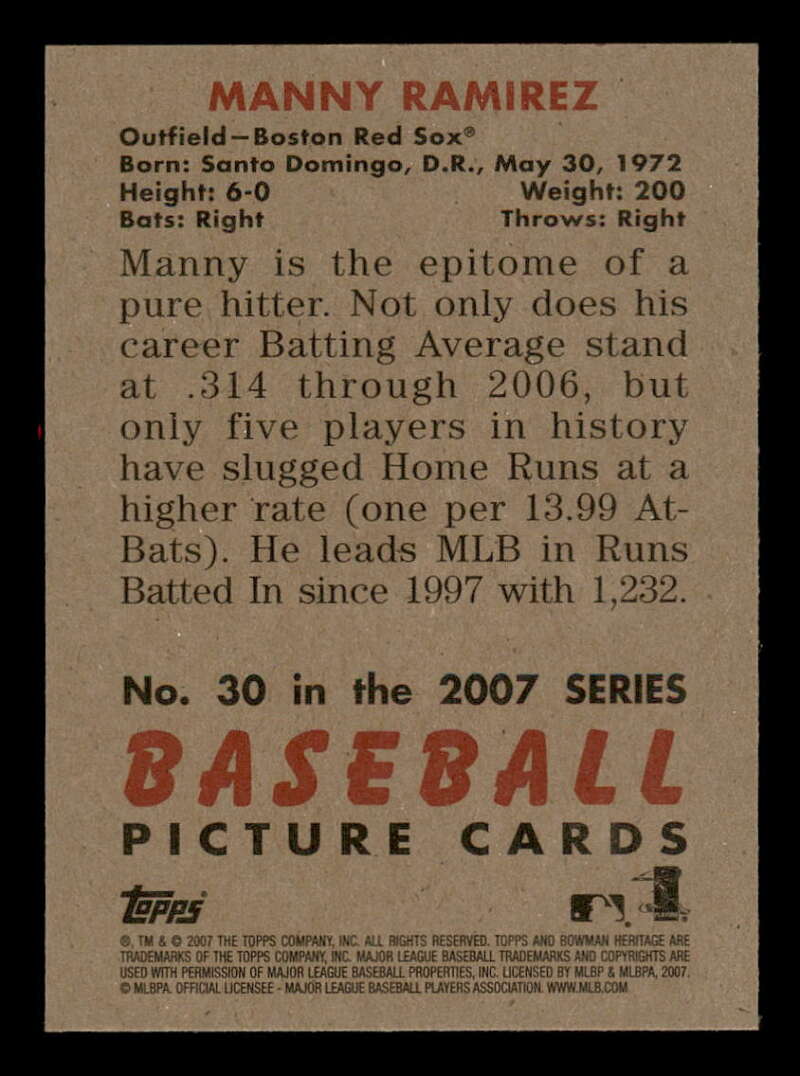 MANNY RAMIREZ
Outfield—Boston Red Sox®
Born: Santo Domingo, D.R., May 30, 1972
Height: 6-0 Weight: 200
Bats: Right Throws: Right
Manny is the epitome of a
pure hitter. Not only does his
career Batting Average stand
at .314 through 2006, but
only five players in history
have slugged Home Runs at a
higher rate (one per 13.99 At-
Bats). He leads MLB in Runs
Batted In since 1997 with 1,232.
No. 30 in the 2007 SERIES
BASEBALL
PICTURE CARDS
Topps
®, TM & © 2007 THE TOPPS COMPANY, INC. ALL RIGHTS RESERVED. TOPPS AND BOWMAN HERITAGE ARE
TRADEMARKS OF THE TOPPS COMPANY, INC. MAJOR LEAGUE BASEBALL TRADEMARKS AND COPYRIGHTS ARE
USED WITH PERMISSION OF MAJOR LEAGUE BASEBALL PROPERTIES, INC. LICENSED BY MLBP & MLBPA, 2007.
© MLBPA. OFFICIAL LICENSEE - MAJOR LEAGUE BASEBALL PLAYERS ASSOCIATION. WWW.MLB.COM